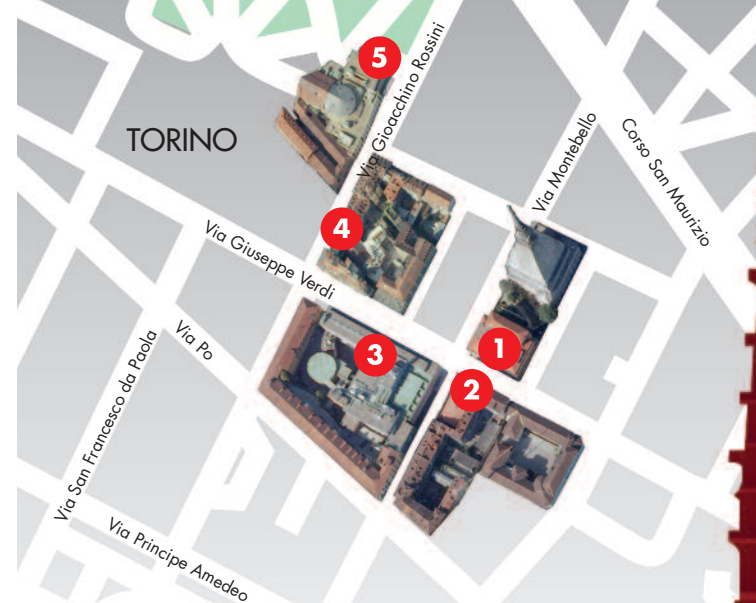 5
Via Gioacchino Rossini
TORINO
Via Montebello
Corso San Maurizio
4
Via Giuseppe Verdi
1
3
Via Po
2
Via San Francesco da Paola
Via Principe Amedeo